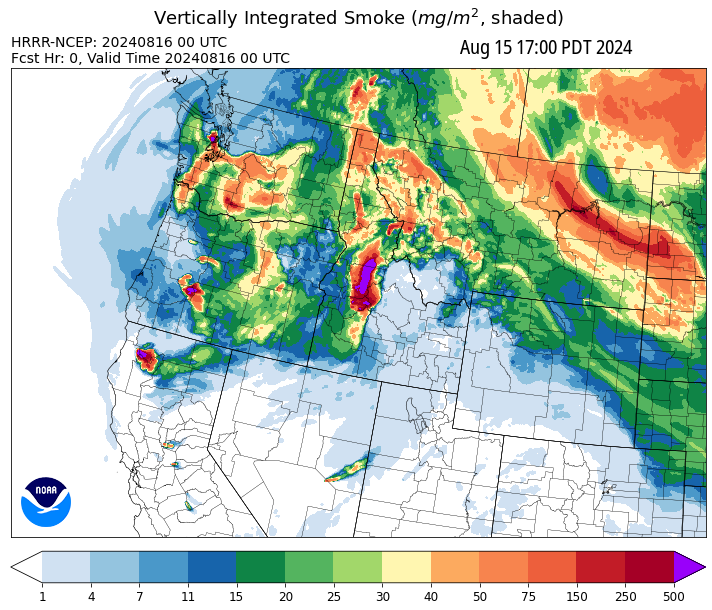 Vertically Integrated Smoke (mg/m², shaded)
HRRR-NCEP: 20240816 00 UTC
Aug 15 17:00 PDT 2024
Fcst Hr: 0, Valid Time 20240816 00 UTC
NOAA
1 4 7 11 15 20 25 30 40 50 75 150 250 500